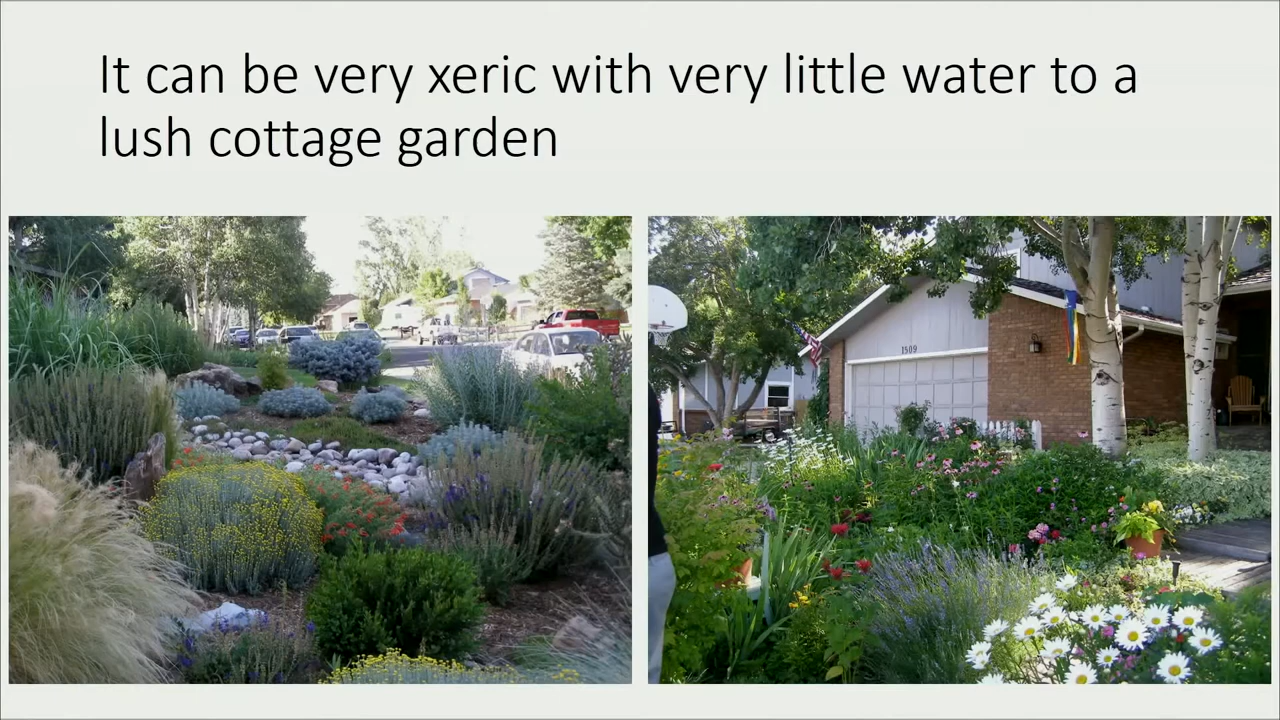 It can be very xeric with very little water to a
lush cottage garden
1509